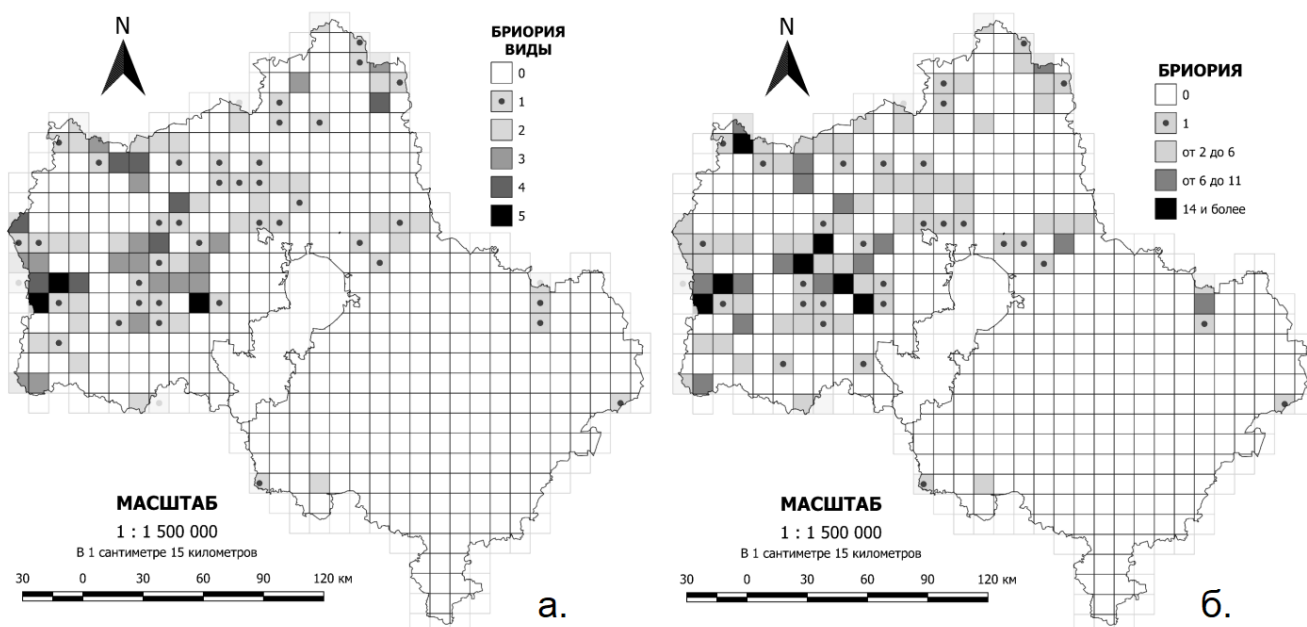 N
БРИОРИЯ
ВИДЫ
0
1
2
3
4
5
МАСШТАБ
1 : 1 500 000
В 1 сантиметре 15 километров
30 0 30 60 90 120 км
а.
N
БРИОРИЯ
0
1
от 2 до 6
от 6 до 11
14 и более
МАСШТАБ
1 : 1 500 000
В 1 сантиметре 15 километров
30 0 30 60 90 120 км
б.